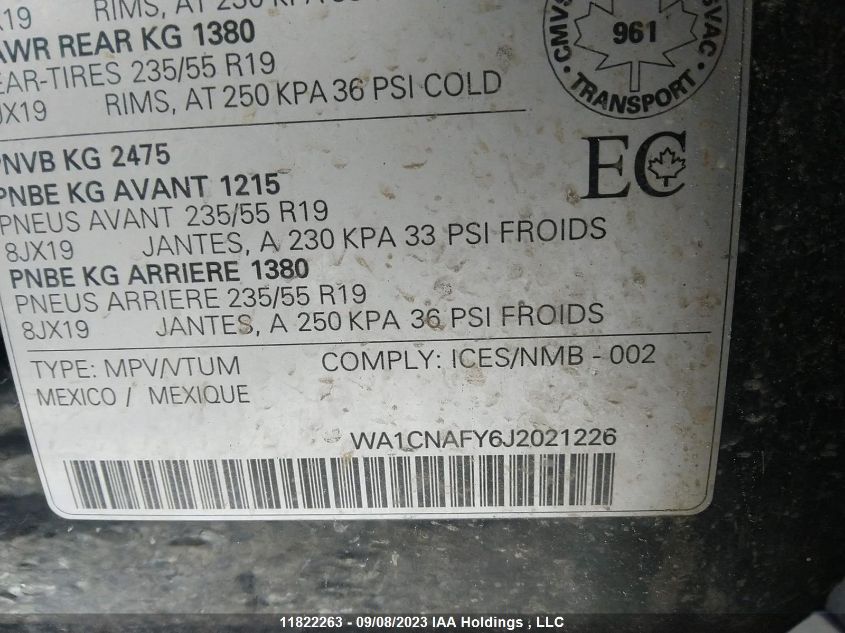 X19 RIMS, AT 230 KPA 33
AWR REAR KG 1380
EAR-TIRES 235/55 R19
JX19 RIMS, AT 250 KPA 36 PSI COLD
CMVS
SVAC
961
TRANSPORT
EC
PNVB KG 2475
PNBE KG AVANT 1215
PNEUS AVANT 235/55 R19
8JX19 JANTES, A 230 KPA 33 PSI FROIDS
PNBE KG ARRIERE 1380
PNEUS ARRIERE 235/55 R19
8JX19 JANTES, A 250 KPA 36 PSI FROIDS
TYPE: MPV/VTUM COMPLY: ICES/NMB - 002
MEXICO / MEXIQUE
WA1CNAFY6J2021226
11822263 - 09/08/2023 IAA Holdings , LLC